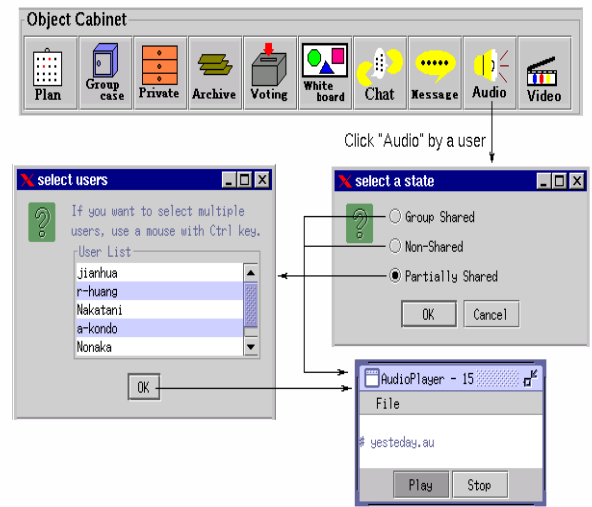 Object Cabinet
Plan
Group
case
Private
Archive
Voting
White
board
Chat
Message
Audio
Video
Click "Audio" by a user
X select users
If you want to select multiple
users, use a mouse with Ctrl key.
User List
jianhua
r-huang
Nakatani
a-kondo
Nonaka
OK
X select a state
Group Shared
Non-Shared
Partially Shared
OK Cancel
AudioPlayer - 15
File
# yesteday.au
Play Stop